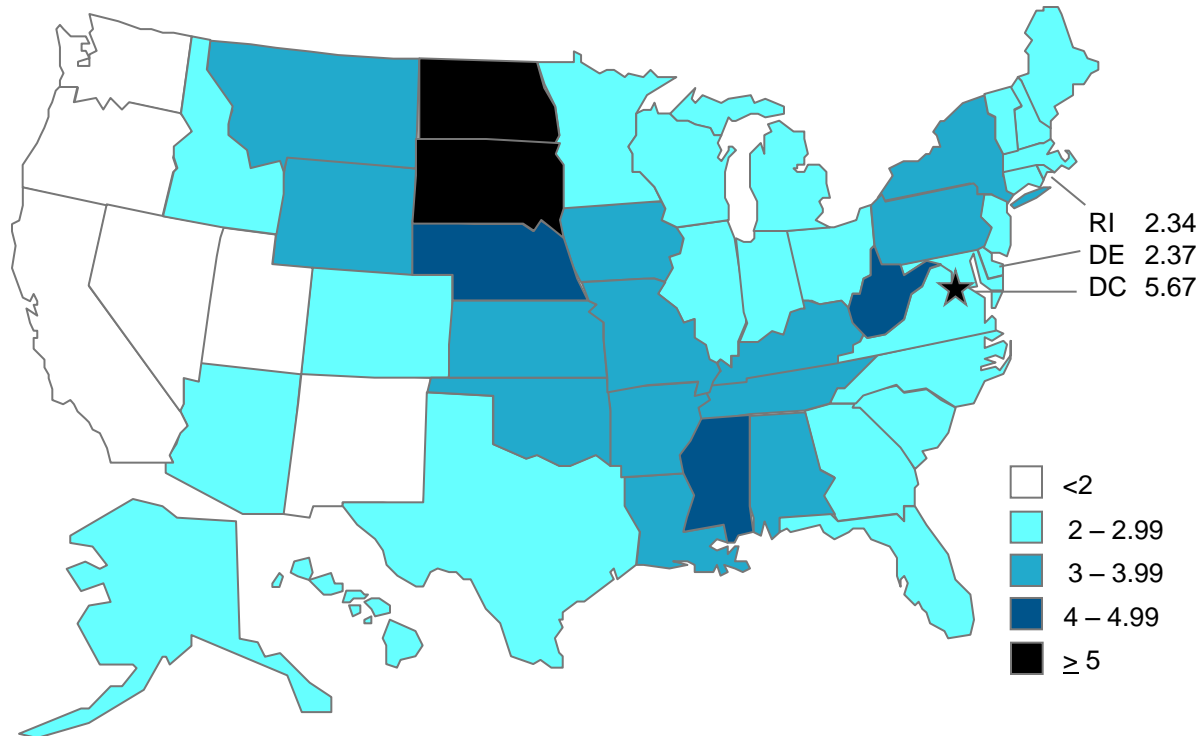 RI 2.34
DE 2.37
DC 5.67
<2
2 – 2.99
3 – 3.99
4 – 4.99
≥ 5